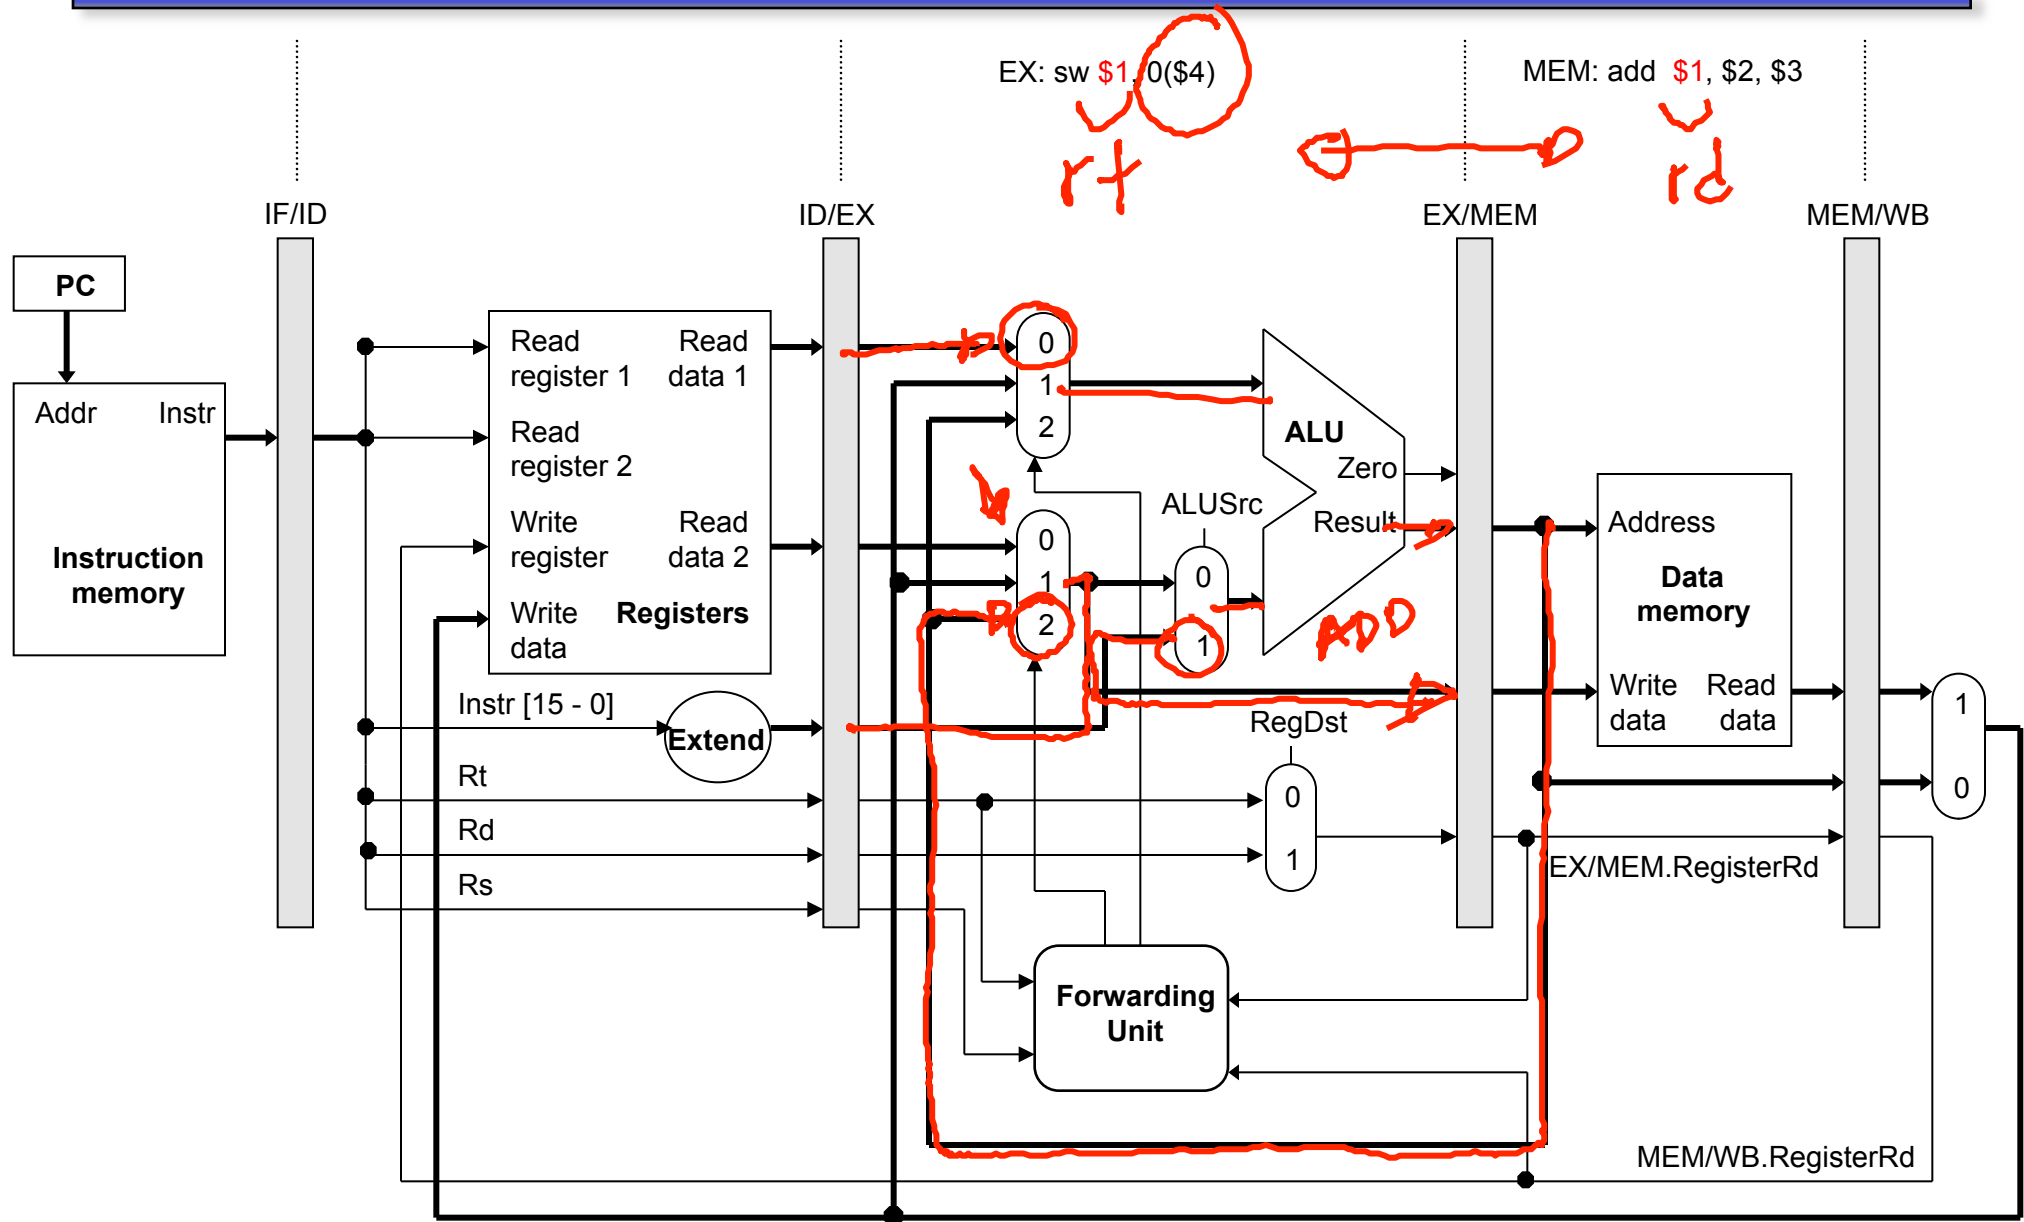 EX: sw $1, 0($4)
MEM: add $1, $2, $3
rt
rd
IF/ID
ID/EX
EX/MEM
MEM/WB
PC
Addr Instr
Instruction
memory
Read
register 1
Read
data 1
Read
register 2
Write
register
Read
data 2
Write
data
Registers
0
1
2
0
1
2
ALUSrc
0
1
ALU
Zero
Result
ADD
Address
Data
memory
Write
data
Read
data
1
0
Instr [15 - 0]
Extend
RegDst
0
1
Rt
Rd
Rs
EX/MEM.RegisterRd
Forwarding
Unit
MEM/WB.RegisterRd